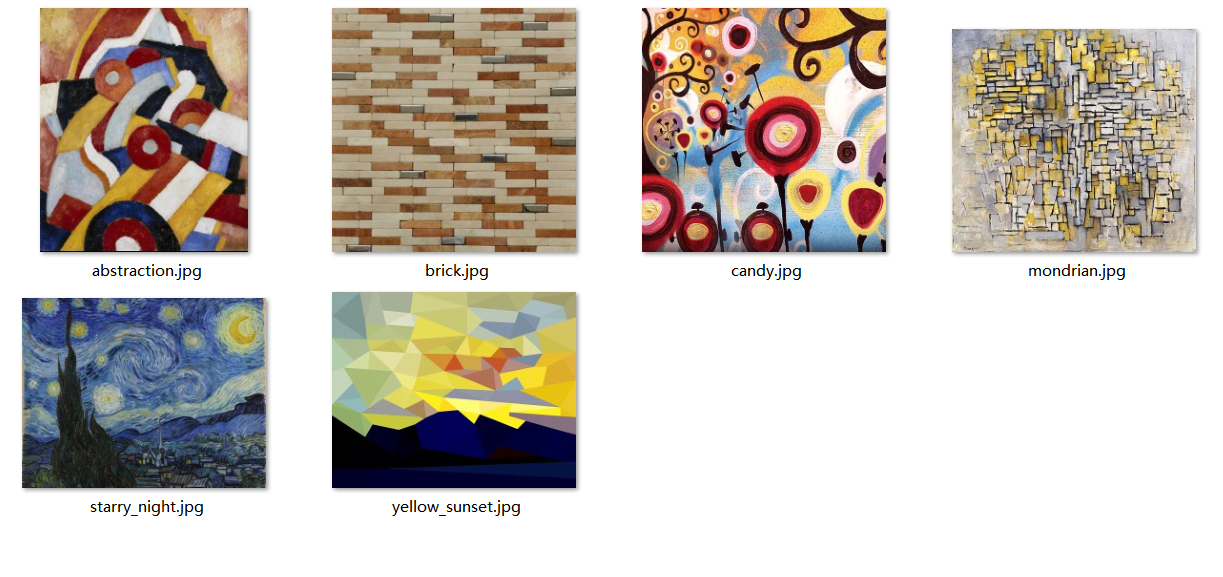 abstraction.jpg
brick.jpg
candy.jpg
mondrian.jpg
starry_night.jpg
yellow_sunset.jpg